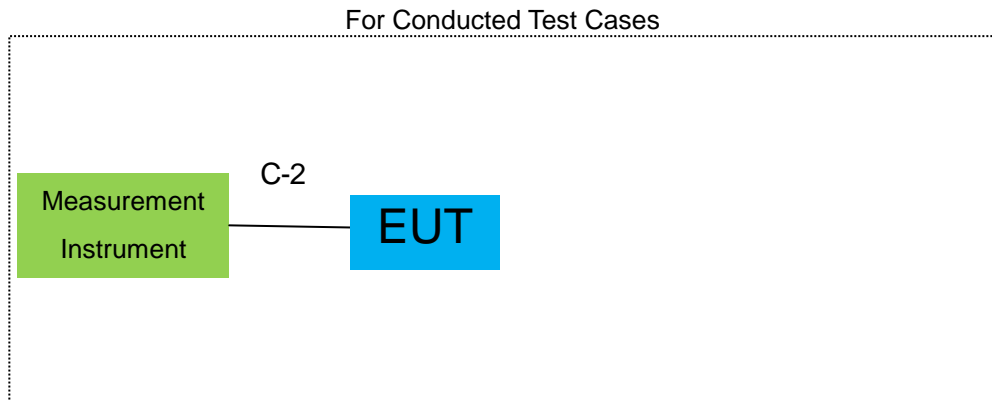 For Conducted Test Cases
C-2
Measurement
Instrument
EUT